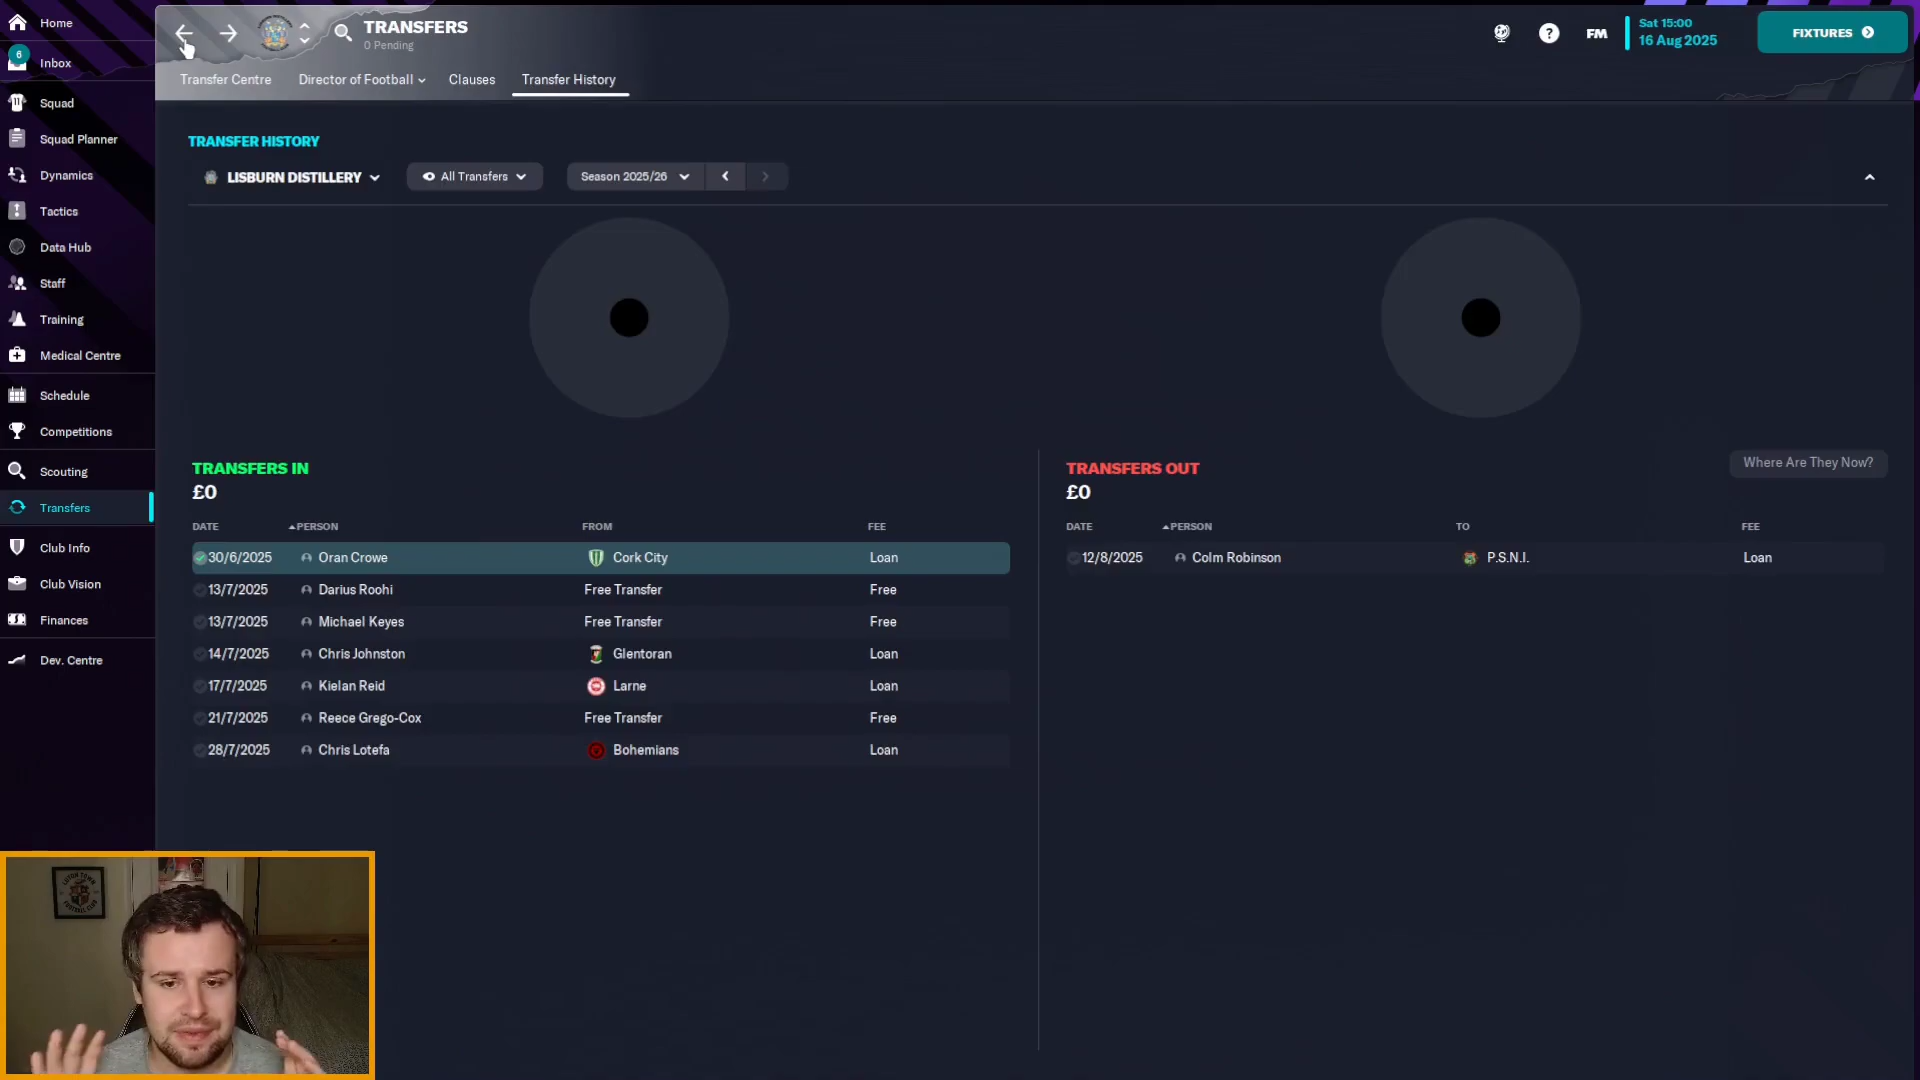 Home
6
Inbox
Squad
Squad Planner
Dynamics
Tactics
Data Hub
Staff
Training
Medical Centre
Schedule
Competitions
Scouting
Transfers
Club Info
Club Vision
Finances
Dev. Centre
TRANSFERS
0 Pending
? FM
Sat 15:00
16 Aug 2025
FIXTURES
Transfer Centre Director of Football Clauses Transfer History
TRANSFER HISTORY
LISBURN DISTILLERY All Transfers Season 2025/26
TRANSFERS IN
£0
DATE PERSON FROM FEE
30/6/2025 Oran Crowe Cork City Loan
13/7/2025 Darius Roohi Free Transfer Free
13/7/2025 Michael Keyes Free Transfer Free
14/7/2025 Chris Johnston Glentoran Loan
17/7/2025 Kielan Reid Larne Loan
21/7/2025 Reece Grego-Cox Free Transfer Free
28/7/2025 Chris Lotefa Bohemians Loan
TRANSFERS OUT
£0
Where Are They Now?
DATE PERSON TO FEE
12/8/2025 Colm Robinson P.S.N.I. Loan